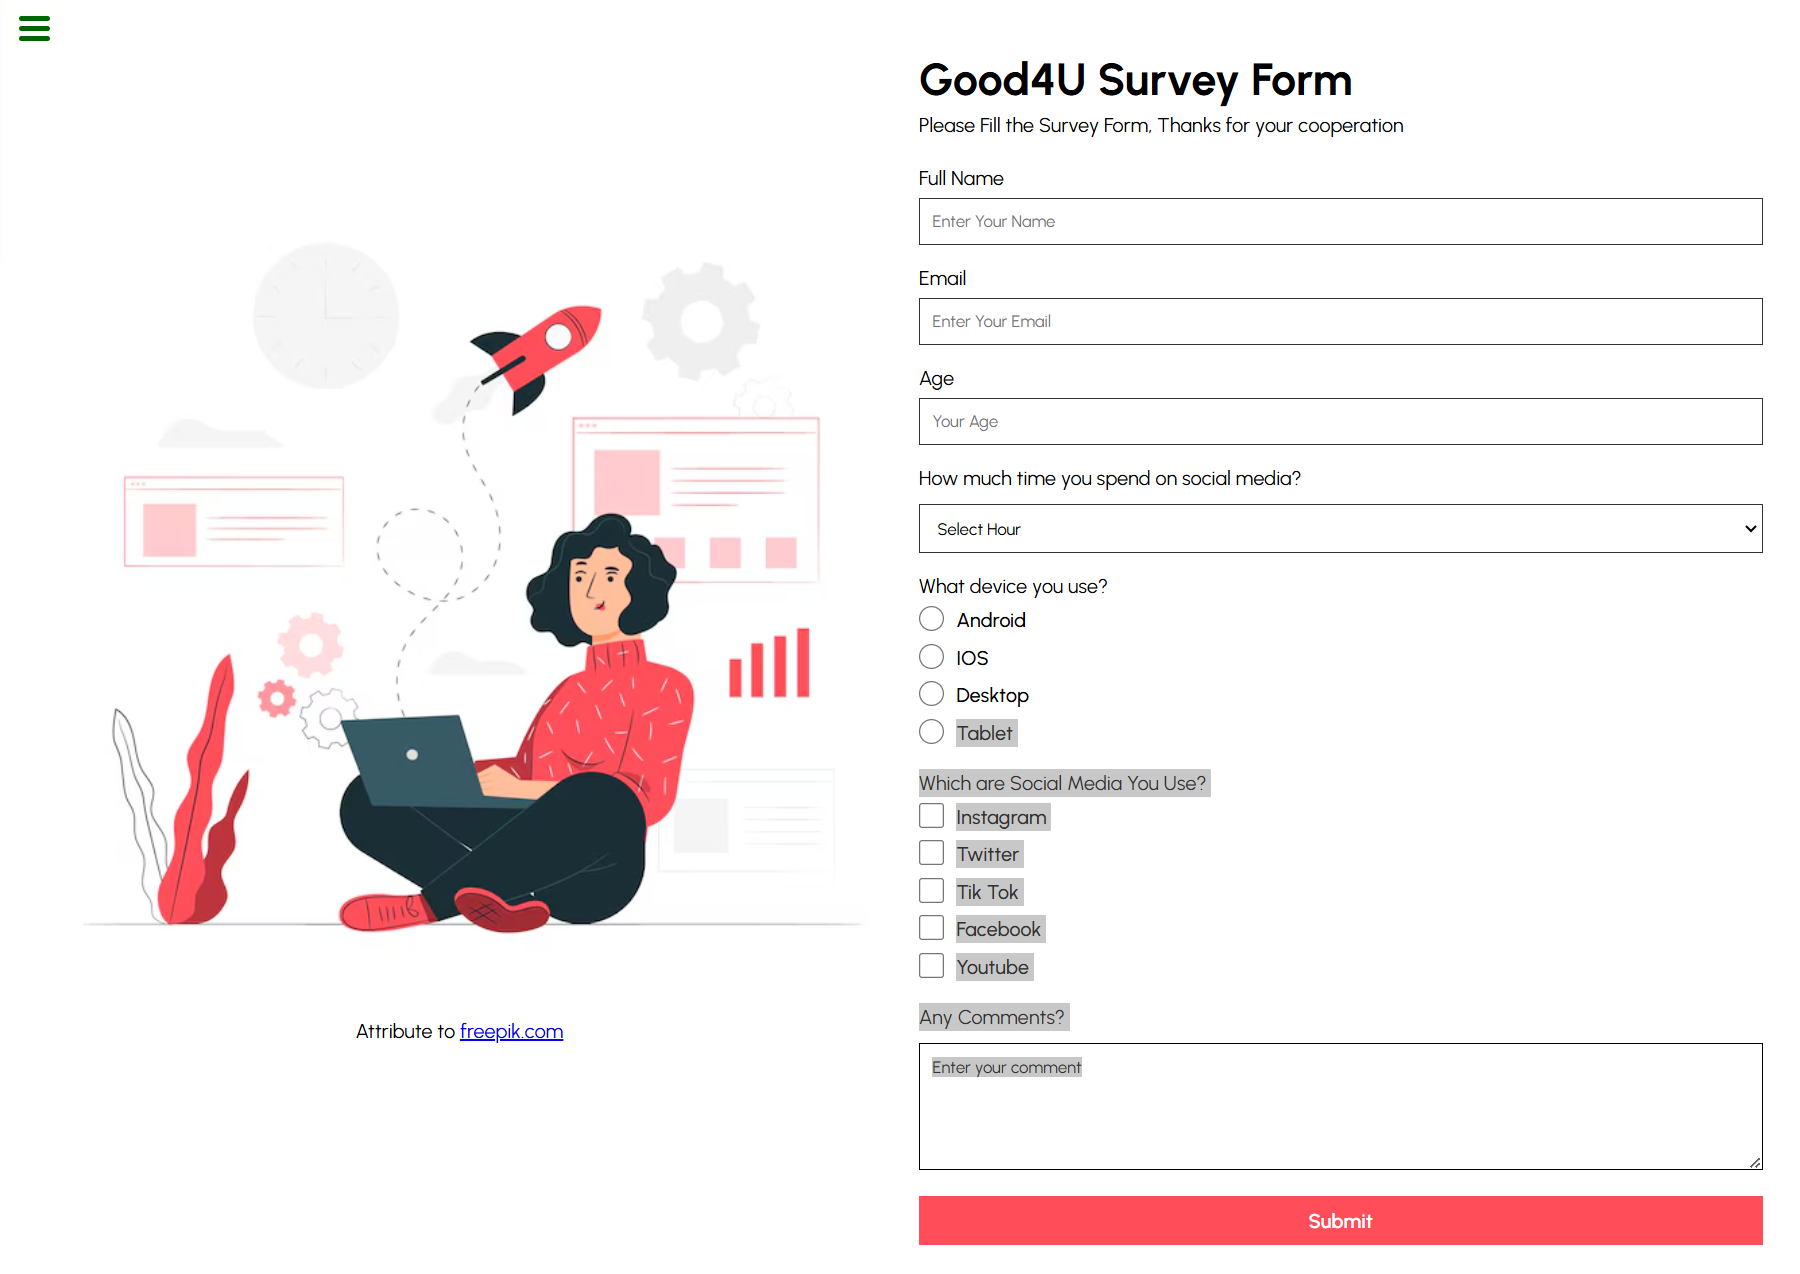 Good4U Survey Form
Please Fill the Survey Form, Thanks for your cooperation
Full Name
Enter Your Name
Email
Enter Your Email
Age
Your Age
How much time you spend on social media?
Select Hour
What device you use?
Android
IOS
Desktop
Tablet
Which are Social Media You Use?
Instagram
Twitter
Tik Tok
Facebook
Youtube
Any Comments?
Enter your comment
Submit
Attribute to freepik.com